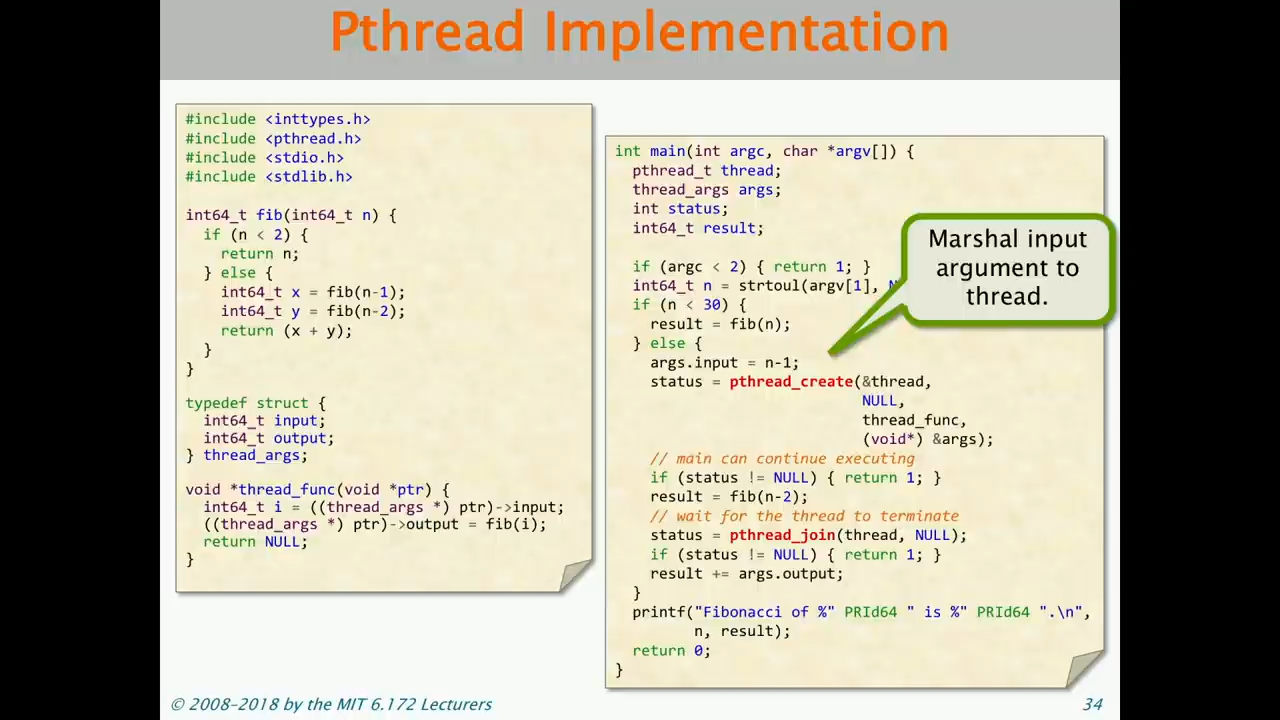 Pthread Implementation
#include <inttypes.h>
#include <pthread.h>
#include <stdio.h>
#include <stdlib.h>
int64_t fib(int64_t n) {
  if (n < 2) {
    return n;
  } else {
    int64_t x = fib(n-1);
    int64_t y = fib(n-2);
    return (x + y);
  }
}
typedef struct {
  int64_t input;
  int64_t output;
} thread_args;
void *thread_func(void *ptr) {
  int64_t i = ((thread_args *) ptr)->input;
  ((thread_args *) ptr)->output = fib(i);
  return NULL;
}
int main(int argc, char *argv[]) {
  pthread_t thread;
  thread_args args;
  int status;
  int64_t result;
  if (argc < 2) { return 1; }
  int64_t n = strtoul(argv[1],
  if (n < 30) {
    result = fib(n);
  } else {
    args.input = n-1;
    status = pthread_create(&thread,
                            NULL,
                            thread_func,
                            (void*) &args);
    // main can continue executing
    if (status != NULL) { return 1; }
    result = fib(n-2);
    // wait for the thread to terminate
    status = pthread_join(thread, NULL);
    if (status != NULL) { return 1; }
    result += args.output;
  }
  printf("Fibonacci of %" PRId64 " is %" PRId64 ".\n",
         n, result);
  return 0;
}
Marshal input
argument to
thread.
© 2008-2018 by the MIT 6.172 Lecturers
34